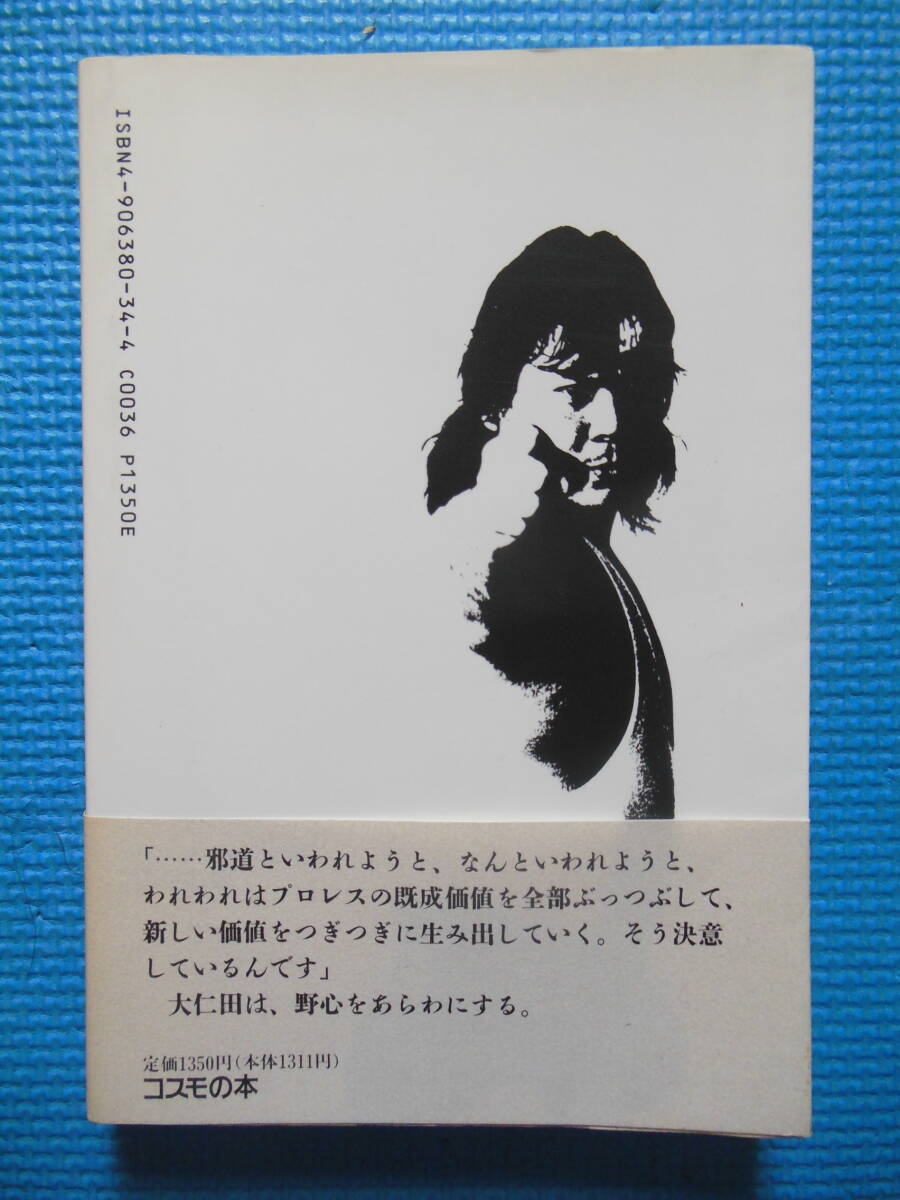 ISBN4-906380-34-4 C0036 P1350E
「……邪道といわれようと、なんといわれようと、
われわれはプロレスの既成価値を全部ぶっつぶして、
新しい価値をつぎつぎに生み出していく。そう決意
しているんです」
大仁田は、野心をあらわにする。
定価1350円(本体1311円)
コスモの本